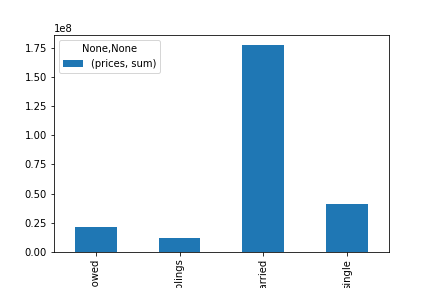 1e8
None,None
(prices, sum)
1.75
1.50
1.25
1.00
0.75
0.50
0.25
0.00
owed
olings
arried
single